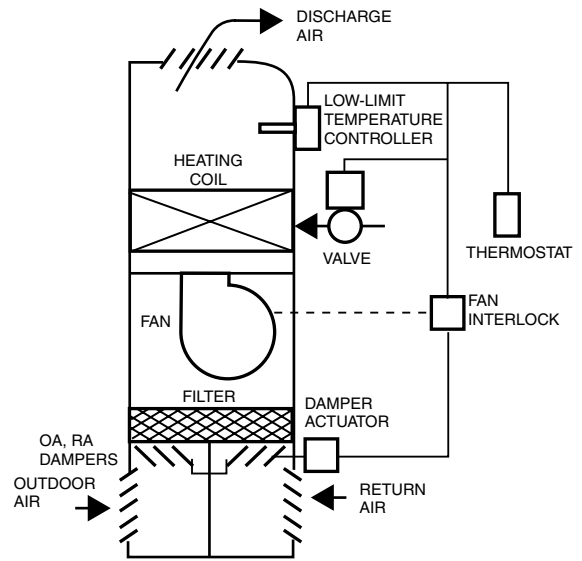 DISCHARGE
AIR
LOW-LIMIT
TEMPERATURE
CONTROLLER
HEATING
COIL
VALVE
THERMOSTAT
FAN
FAN
INTERLOCK
FILTER
DAMPER
ACTUATOR
OA, RA
DAMPERS
OUTDOOR
AIR
RETURN
AIR